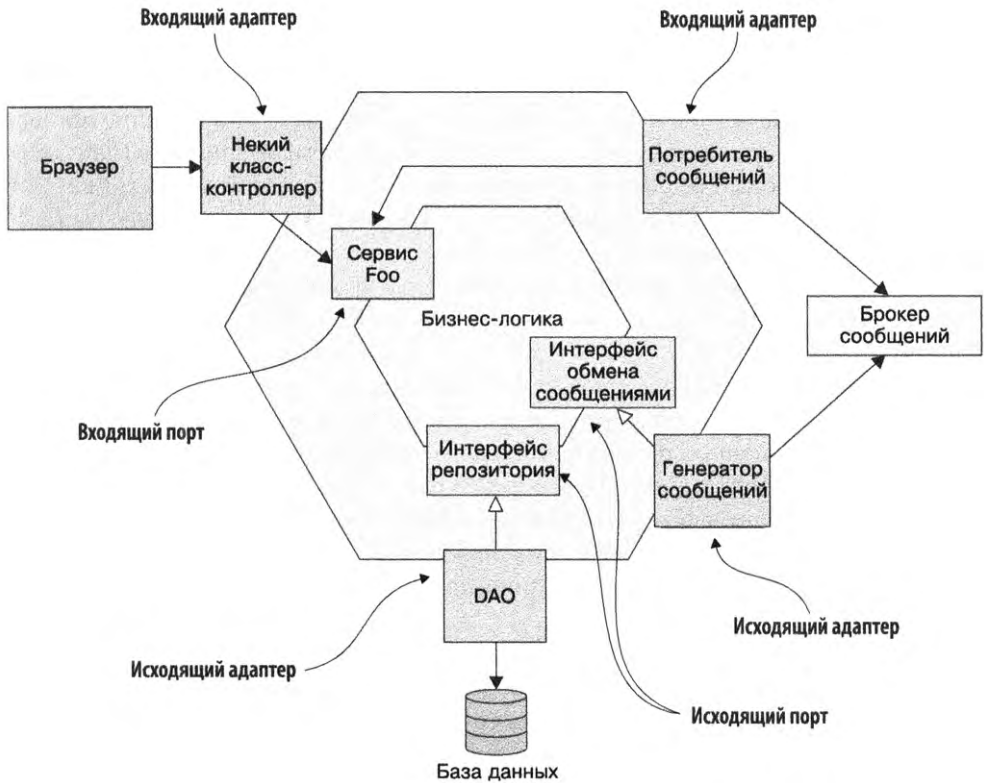 Входящий адаптер
Входящий адаптер
Браузер
Некий
класс-
контроллер
Потребитель
сообщений
Сервис
Foo
Бизнес-логика
Брокер
сообщений
Интерфейс
обмена
сообщениями
Входящий порт
Интерфейс
репозитория
Генератор
сообщений
DAO
Исходящий адаптер
Исходящий адаптер
Исходящий порт
База данных